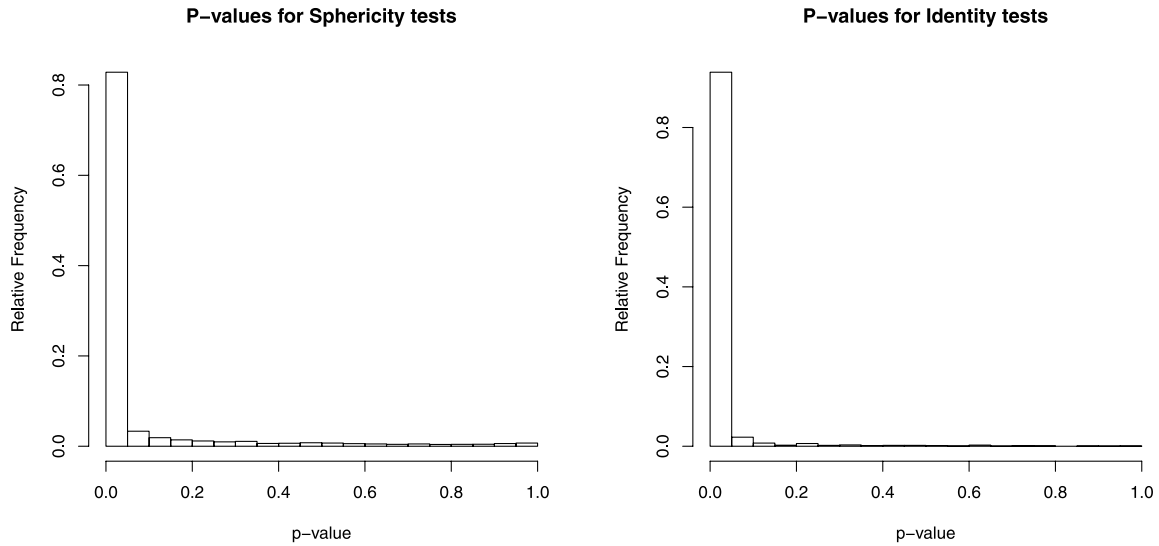 P−values for Sphericity tests
Relative Frequency
0.8
0.6
0.4
0.2
0.0
0.0 0.2 0.4 0.6 0.8 1.0
p−value
P−values for Identity tests
Relative Frequency
0.8
0.6
0.4
0.2
0.0
0.0 0.2 0.4 0.6 0.8 1.0
p−value